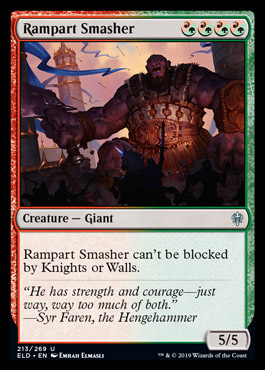 Rampart Smasher
Creature — Giant
Rampart Smasher can't be blocked
by Knights or Walls.
"He has strength and courage—just
way, way too much of both."
—Syr Faren, the Hengehammer
5/5
213/269 U
ELD • EN Emrah Elmasli
™ & © 2019 Wizards of the Coast